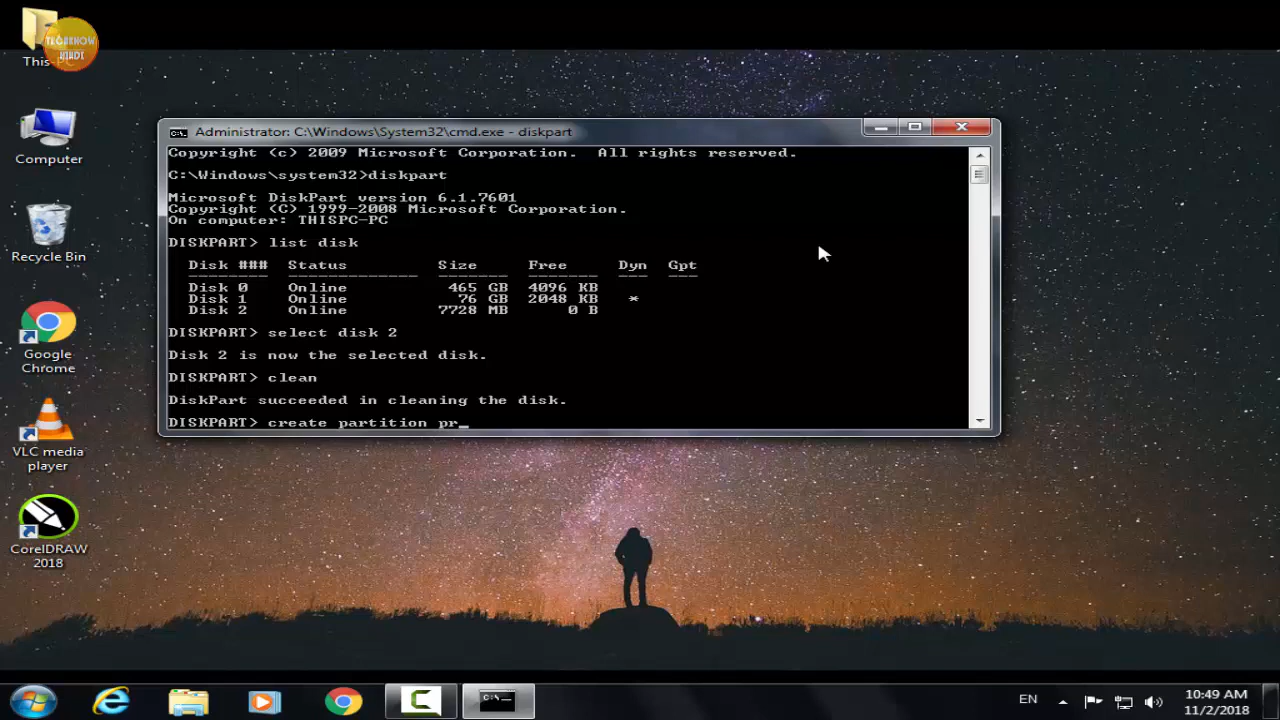 TECHKNOW
This-PC
Computer
Recycle Bin
Google
Chrome
VLC media
player
CorelDRAW
2018
Administrator: C:\Windows\System32\cmd.exe - diskpart
Copyright (c) 2009 Microsoft Corporation.  All rights reserved.
C:\Windows\system32>diskpart
Microsoft DiskPart version 6.1.7601
Copyright (C) 1999-2008 Microsoft Corporation.
On computer: THISPC-PC
DISKPART> list disk
Disk ###  Status         Size     Free     Dyn  Gpt
--------  -------------  -------  -------  ---  ---
Disk 0    Online          465 GB  4096 KB
Disk 1    Online           76 GB  2048 KB   *
Disk 2    Online         7728 MB      0 B
DISKPART> select disk 2
Disk 2 is now the selected disk.
DISKPART> clean
DiskPart succeeded in cleaning the disk.
DISKPART> create partition pr_
EN
10:49 AM
11/2/2018